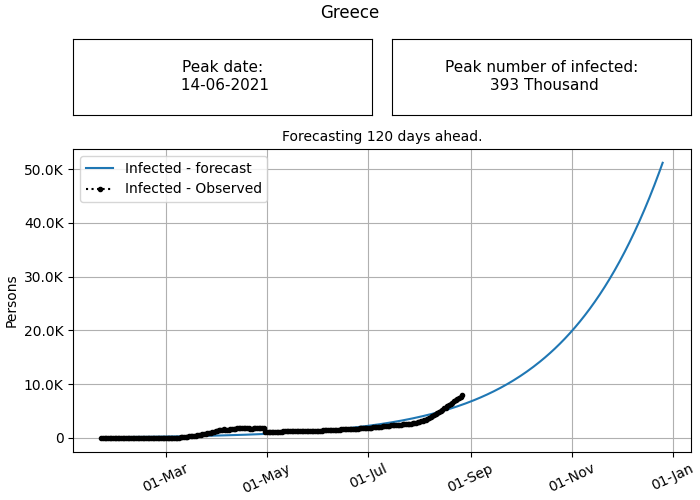 Greece
Peak date:
14-06-2021
Peak number of infected:
393 Thousand
Forecasting 120 days ahead.
Infected - forecast
Infected - Observed
Persons
50.0K
40.0K
30.0K
20.0K
10.0K
0
01-Mar
01-May
01-Jul
01-Sep
01-Nov
01-Jan